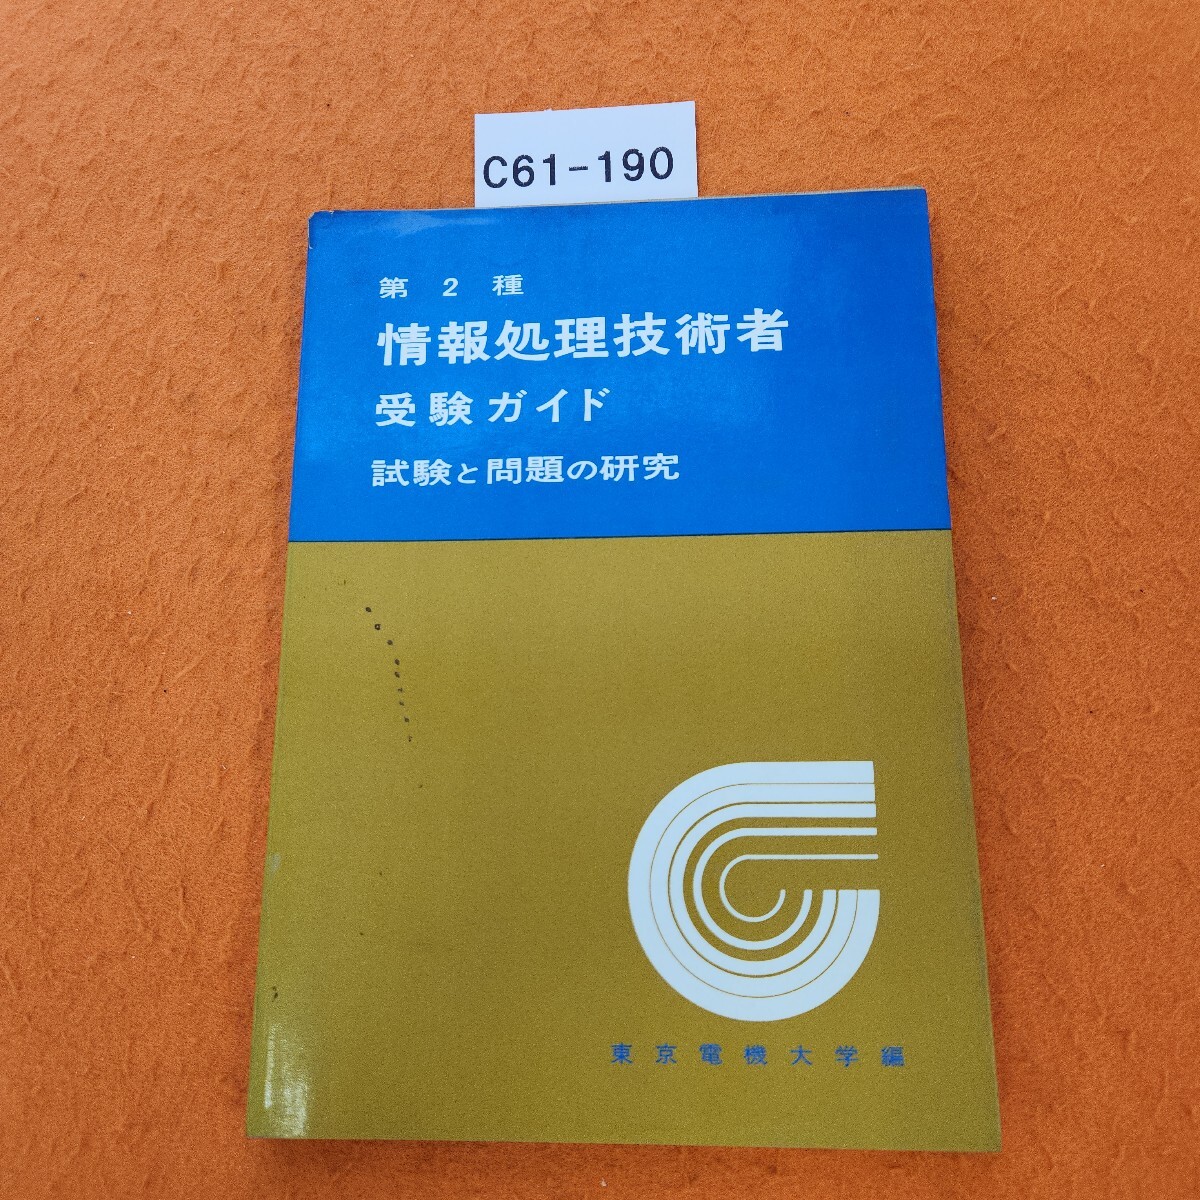 C61-190
第2種
情報処理技術者
受験ガイド
試験と問題の研究
東京電機大学編